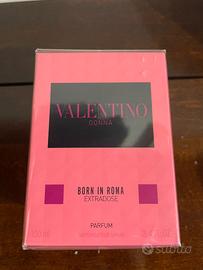 VALENTINO
DONNA
BORN IN ROMA
EXTRADOSE
PARFUM
subito